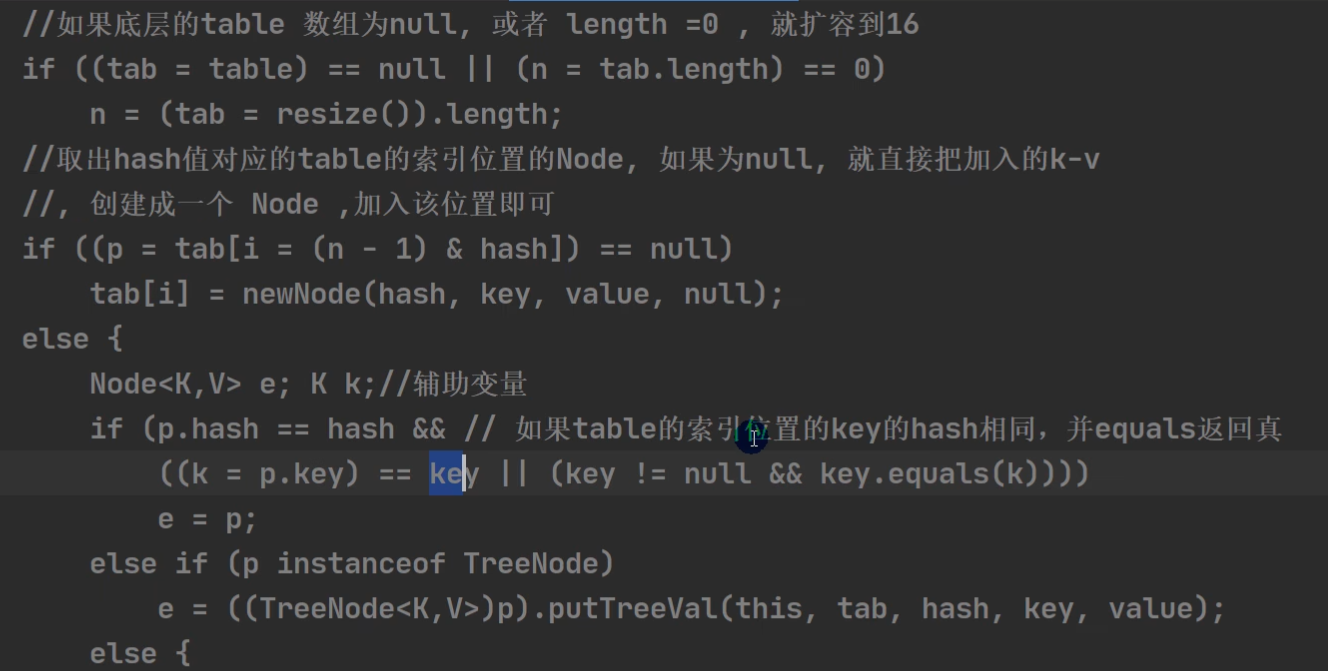 //如果底层的table 数组为null, 或者 length =0 , 就扩容到16
if ((tab = table) == null || (n = tab.length) == 0)
n = (tab = resize()).length;
//取出hash值对应的table的索引位置的Node, 如果为null, 就直接把加入的k-v
//, 创建成一个 Node ,加入该位置即可
if ((p = tab[i = (n - 1) & hash]) == null)
tab[i] = newNode(hash, key, value, null);
else {
Node<K,V> e; K k;//辅助变量
if (p.hash == hash && // 如果table的索引位置的key的hash相同，并equals返回真
((k = p.key) == key || (key != null && key.equals(k))))
e = p;
else if (p instanceof TreeNode)
e = ((TreeNode<K,V>)p).putTreeVal(this, tab, hash, key, value);
else {